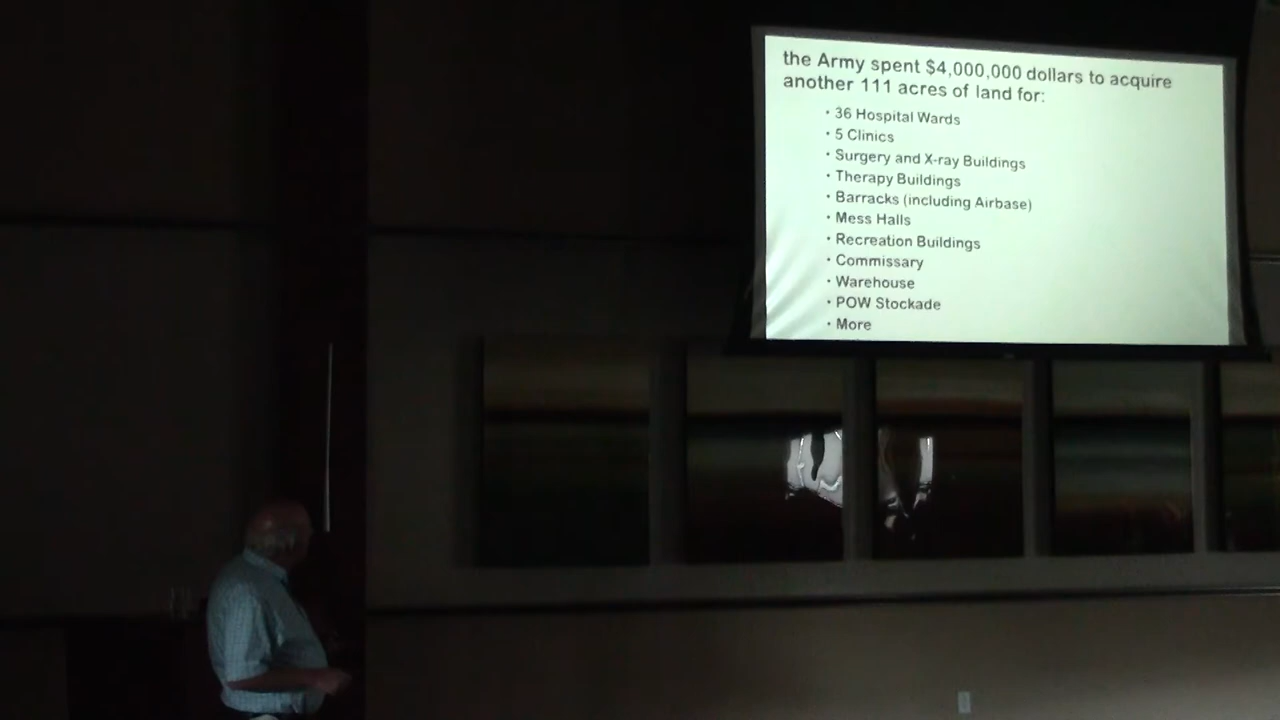 the Army spent $4,000,000 dollars to acquire
another 111 acres of land for:
• 36 Hospital Wards
• 5 Clinics
• Surgery and X-ray Buildings
• Therapy Buildings
• Barracks (including Airbase)
• Mess Halls
• Recreation Buildings
• Commissary
• Warehouse
• POW Stockade
• More